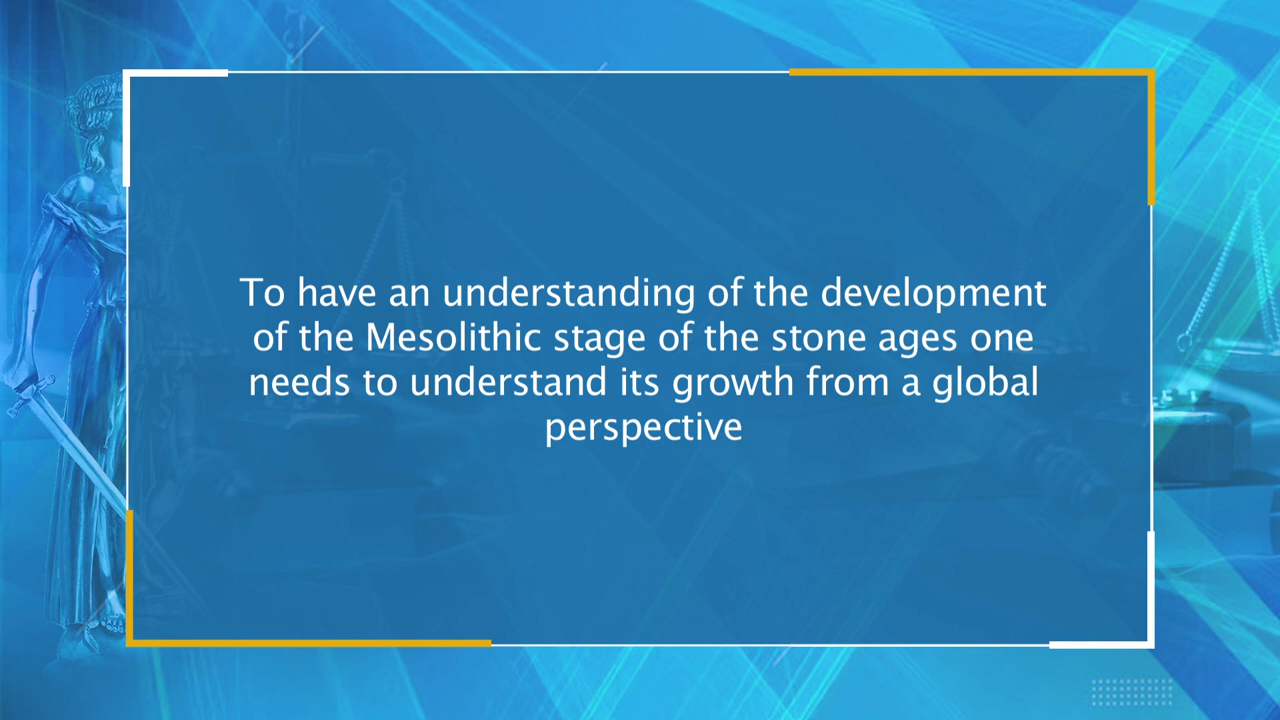 To have an understanding of the development
of the Mesolithic stage of the stone ages one
needs to understand its growth from a global
perspective